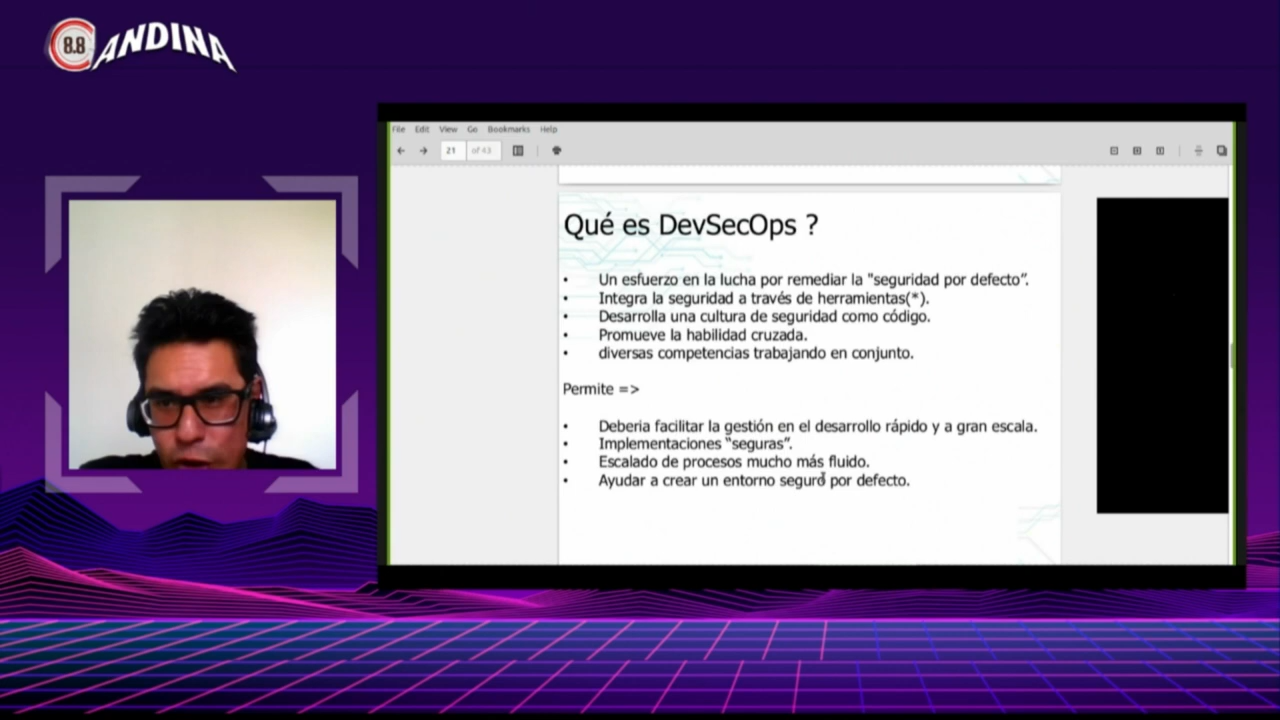 8.8 ANDINA
File Edit View Go Bookmarks Help
21 of 43
Qué es DevSecOps ?
• Un esfuerzo en la lucha por remediar la "seguridad por defecto”.
• Integra la seguridad a través de herramientas(*).
• Desarrolla una cultura de seguridad como código.
• Promueve la habilidad cruzada.
• diversas competencias trabajando en conjunto.
Permite =>
• Deberia facilitar la gestión en el desarrollo rápido y a gran escala.
• Implementaciones “seguras”.
• Escalado de procesos mucho más fluido.
• Ayudar a crear un entorno seguro por defecto.